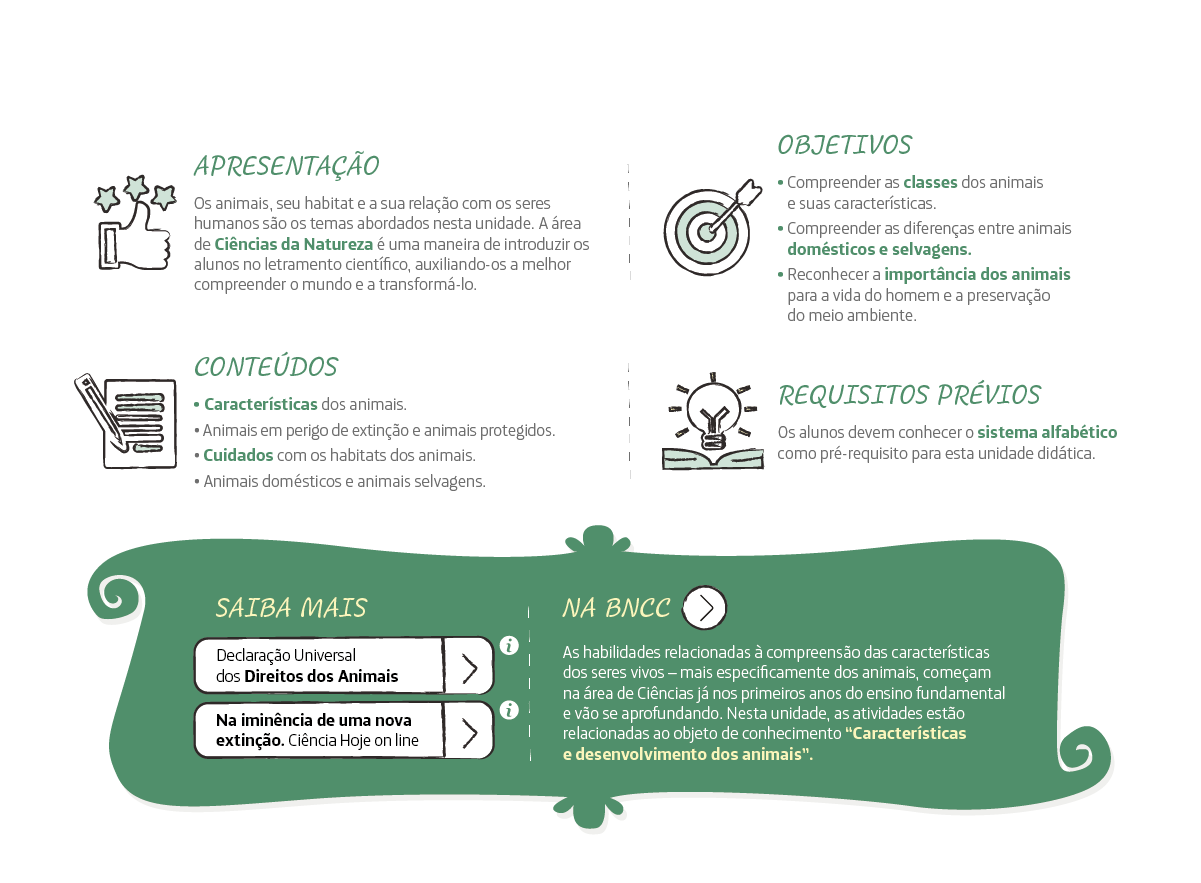 APRESENTAÇÃO
Os animais, seu habitat e a sua relação com os seres
humanos são os temas abordados nesta unidade. A área
de Ciências da Natureza é uma maneira de introduzir os
alunos no letramento científico, auxiliando-os a melhor
compreender o mundo e a transformá-lo.
OBJETIVOS
• Compreender as classes dos animais
e suas características.
• Compreender as diferenças entre animais
domésticos e selvagens.
• Reconhecer a importância dos animais
para a vida do homem e a preservação
do meio ambiente.
CONTEÚDOS
• Características dos animais.
• Animais em perigo de extinção e animais protegidos.
• Cuidados com os habitats dos animais.
• Animais domésticos e animais selvagens.
REQUISITOS PRÉVIOS
Os alunos devem conhecer o sistema alfabético
como pré-requisito para esta unidade didática.
SAIBA MAIS
Declaração Universal
dos Direitos dos Animais
i
Na iminência de uma nova
extinção. Ciência Hoje on line
i
NA BNCC
As habilidades relacionadas à compreensão das características
dos seres vivos – mais especificamente dos animais, começam
na área de Ciências já nos primeiros anos do ensino fundamental
e vão se aprofundando. Nesta unidade, as atividades estão
relacionadas ao objeto de conhecimento “Características
e desenvolvimento dos animais”.